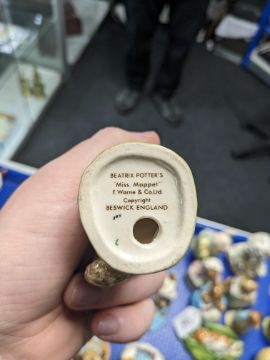 BEATRIX POTTER'S
"Miss. Moppet"
F. Warne & Co. Ltd.
Copyright
BESWICK ENGLAND